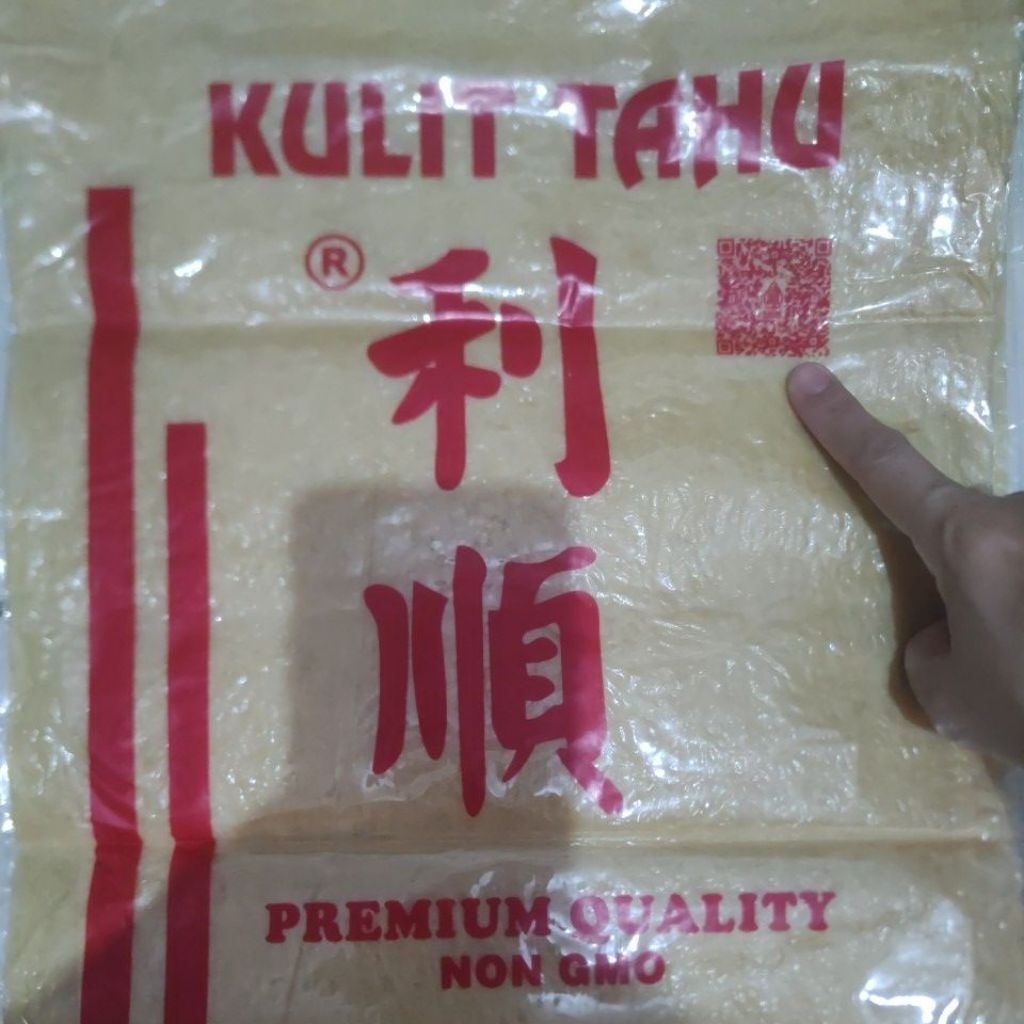 KULIT TAHU
®
利
順
PREMIUM QUALITY
NON GMO